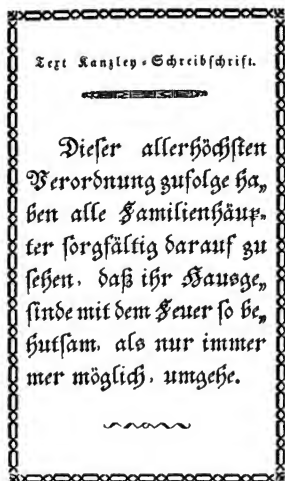 Text Kanzley-Schreibschrift.
Dieser allerhöchsten
Verordnung zufolge ha„
ben alle Familienhäup„
ter sorgfältig darauf zu
sehen, daß ihr Hausge„
sinde mit dem Feuer so be„
hutsam, als nur immer
mer möglich, umgehe.